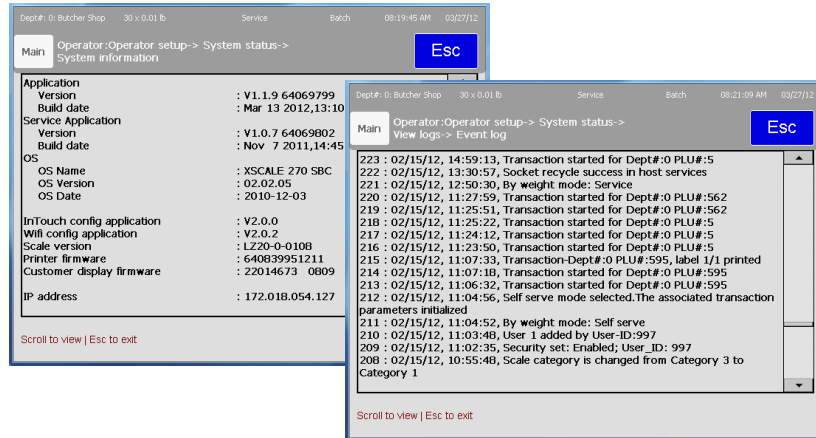 Dept#: 0: Butcher Shop 30 x 0.01 lb Service Batch 08:19:45 AM 03/27/12
Main
Operator:Operator setup-> System status->
System information
Esc
Application
Version : V1.1.9 64069799
Build date : Mar 13 2012,13:10
Service Application
Version : V1.0.7 64069802
Build date : Nov 7 2011,14:45
OS
OS Name : XSCALE 270 SBC
OS Version : 02.02.05
OS Date : 2010-12-03
InTouch config application : V2.0.0
Wifi config application : V2.0.2
Scale version : LZ20-0-0108
Printer firmware : 640839951211
Customer display firmware : 22014673 0809
IP address : 172.018.054.127
Scroll to view | Esc to exit
Dept#: 0: Butcher Shop 30 x 0.01 lb Service Batch 08:21:09 AM 03/27/12
Main
Operator:Operator setup-> System status->
View logs-> Event log
Esc
223 : 02/15/12, 14:59:13, Transaction started for Dept#:0 PLU#:5
222 : 02/15/12, 13:30:57, Socket recycle success in host services
221 : 02/15/12, 12:50:30, By weight mode: Service
220 : 02/15/12, 11:27:59, Transaction started for Dept#:0 PLU#:562
219 : 02/15/12, 11:25:51, Transaction started for Dept#:0 PLU#:562
218 : 02/15/12, 11:25:22, Transaction started for Dept#:0 PLU#:5
217 : 02/15/12, 11:24:12, Transaction started for Dept#:0 PLU#:5
216 : 02/15/12, 11:23:50, Transaction started for Dept#:0 PLU#:5
215 : 02/15/12, 11:07:33, Transaction-Dept#:0 PLU#:595, label 1/1 printed
214 : 02/15/12, 11:07:18, Transaction started for Dept#:0 PLU#:595
213 : 02/15/12, 11:06:32, Transaction started for Dept#:0 PLU#:595
212 : 02/15/12, 11:04:56, Self serve mode selected.The associated transaction
parameters initialized
211 : 02/15/12, 11:04:52, By weight mode: Self serve
210 : 02/15/12, 11:03:48, User 1 added by User-ID:997
209 : 02/15/12, 11:02:35, Security set: Enabled; User_ID: 997
208 : 02/15/12, 10:55:48, Scale category is changed from Category 3 to
Category 1
Scroll to view | Esc to exit